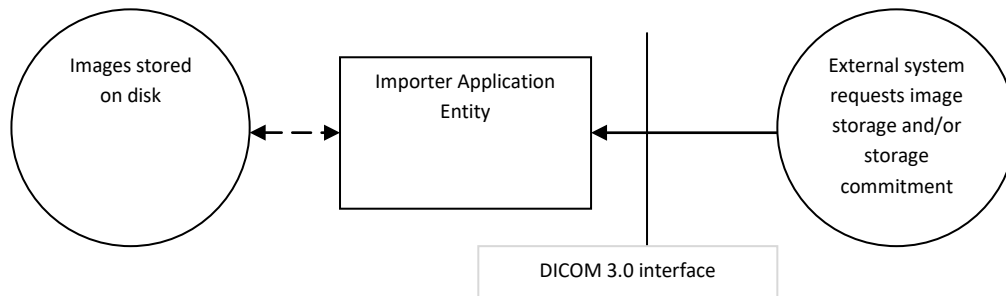 Images stored
on disk
Importer Application
Entity
External system
requests image
storage and/or
storage
commitment
DICOM 3.0 interface